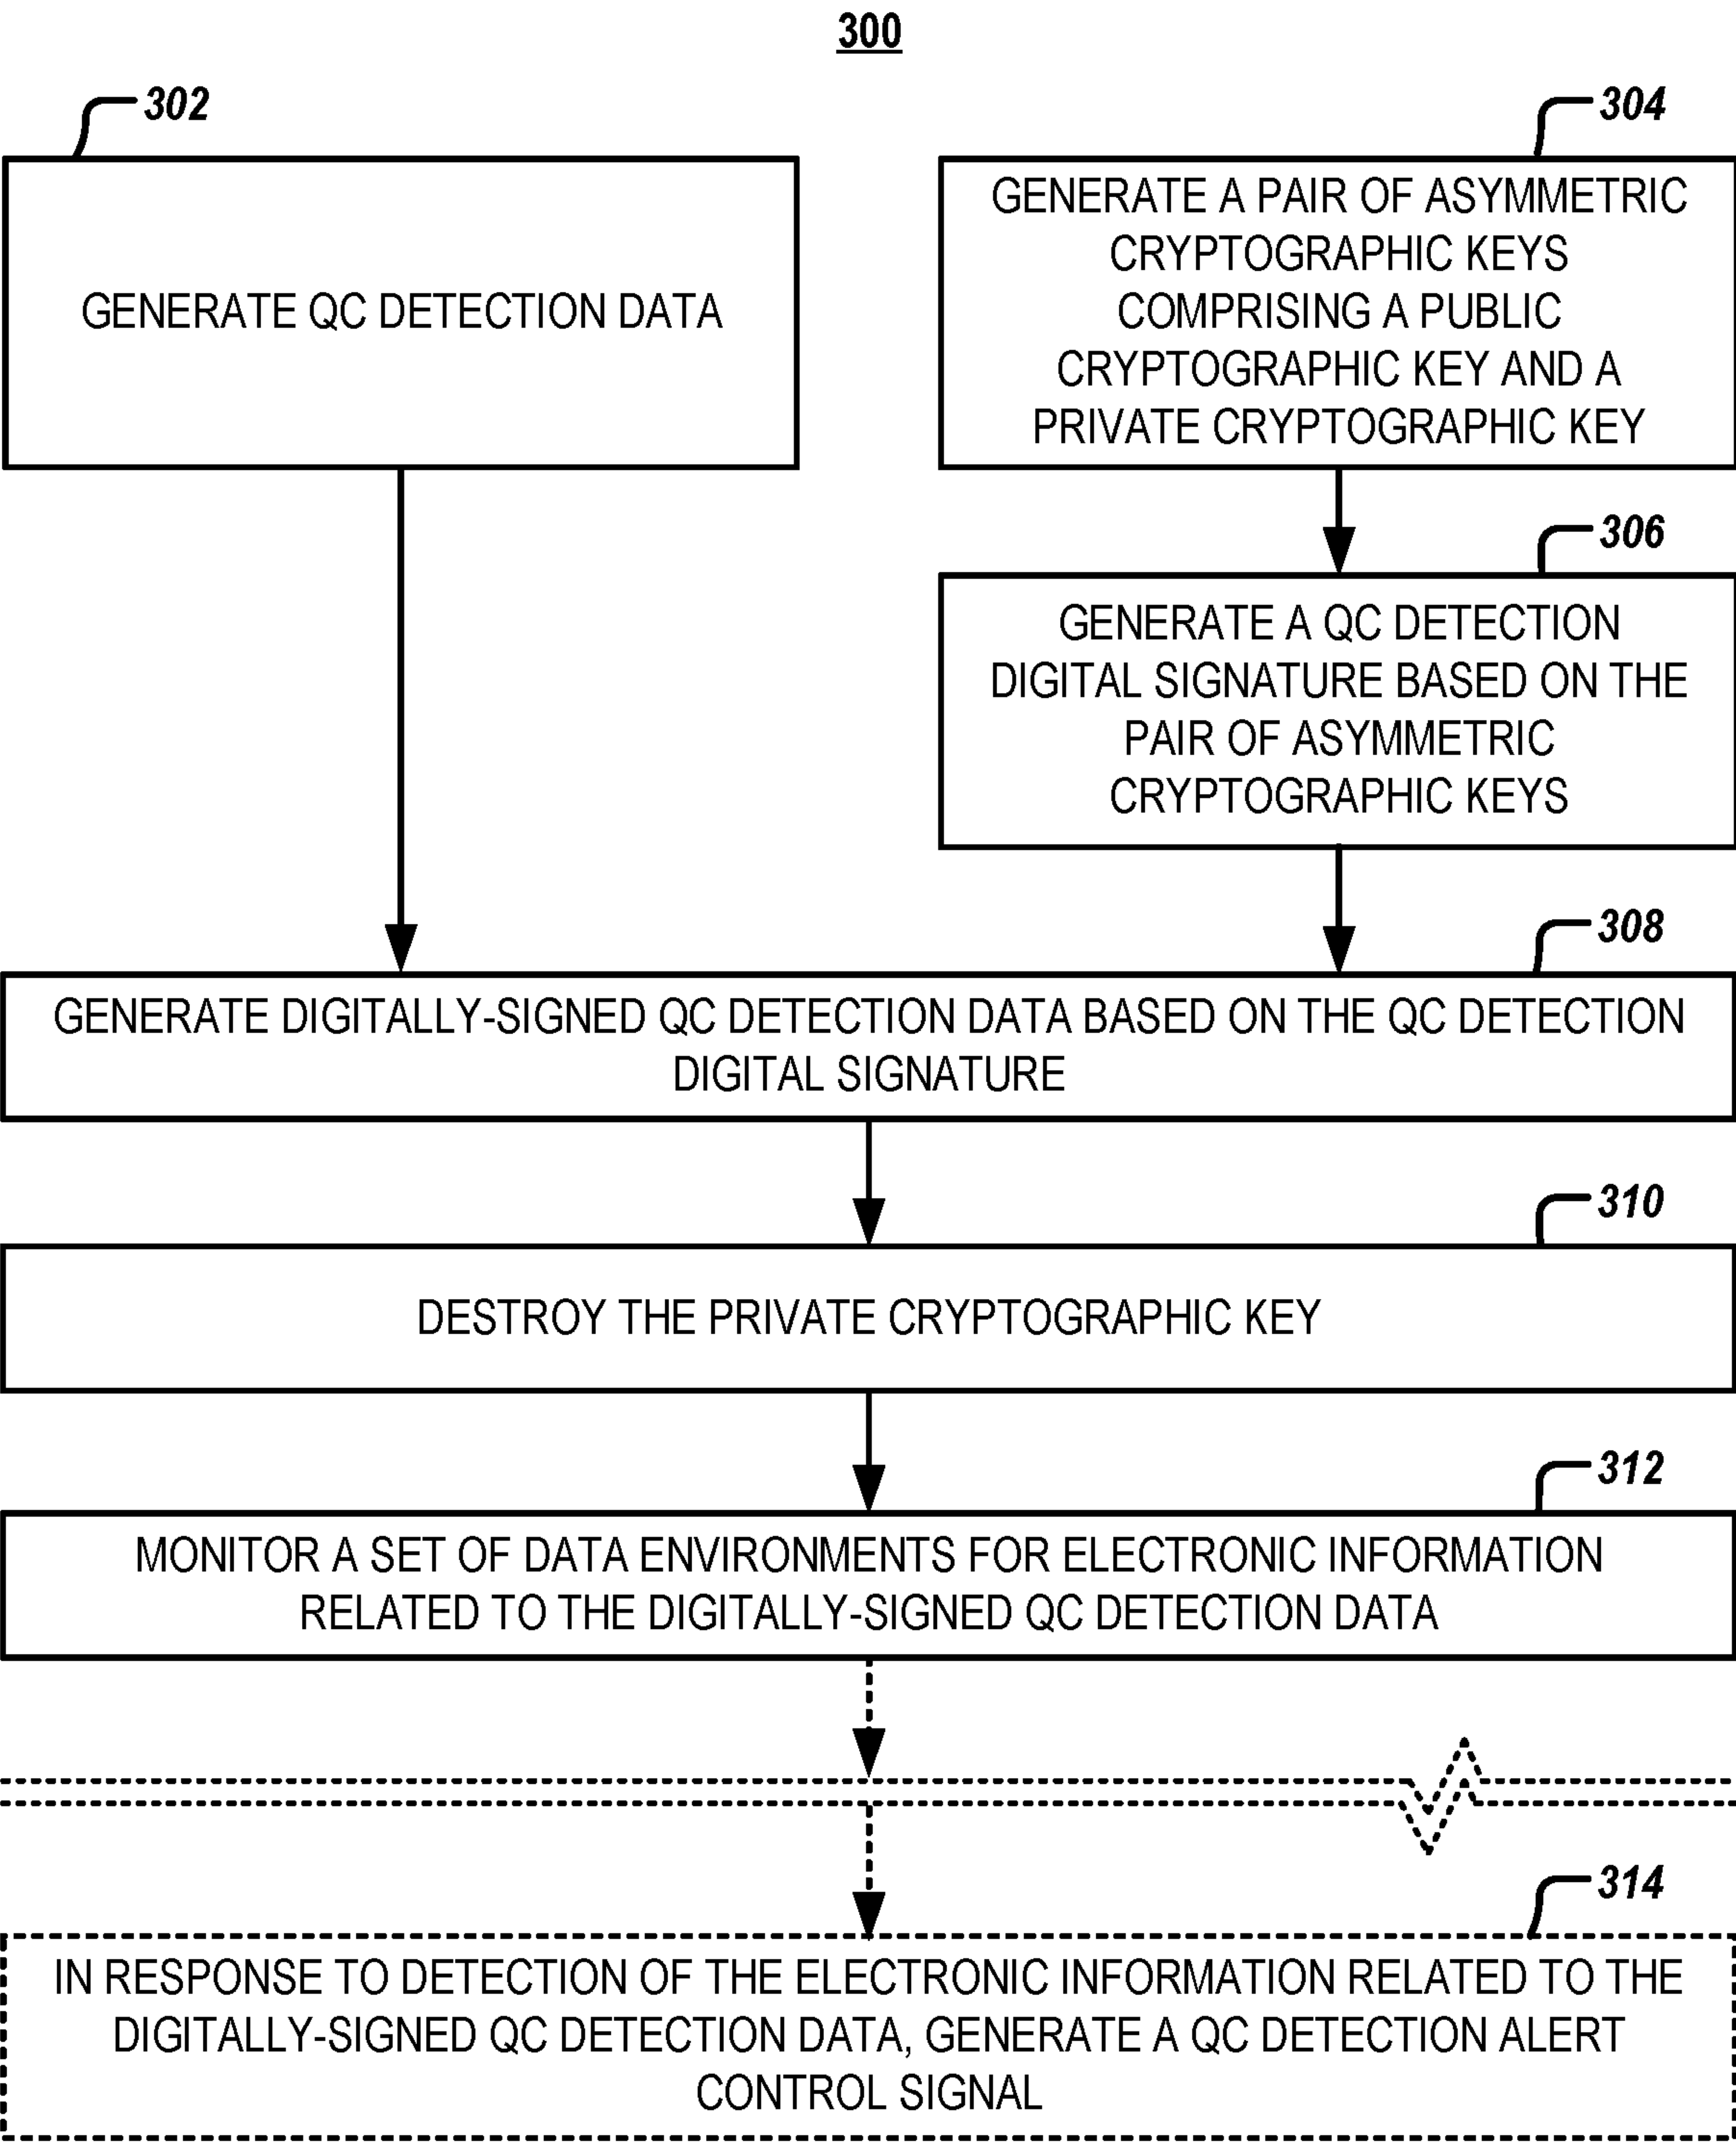 300
302
GENERATE QC DETECTION DATA
304
GENERATE A PAIR OF ASYMMETRIC
CRYPTOGRAPHIC KEYS
COMPRISING A PUBLIC
CRYPTOGRAPHIC KEY AND A
PRIVATE CRYPTOGRAPHIC KEY
306
GENERATE A QC DETECTION
DIGITAL SIGNATURE BASED ON THE
PAIR OF ASYMMETRIC
CRYPTOGRAPHIC KEYS
308
GENERATE DIGITALLY-SIGNED QC DETECTION DATA BASED ON THE QC DETECTION
DIGITAL SIGNATURE
310
DESTROY THE PRIVATE CRYPTOGRAPHIC KEY
312
MONITOR A SET OF DATA ENVIRONMENTS FOR ELECTRONIC INFORMATION
RELATED TO THE DIGITALLY-SIGNED QC DETECTION DATA
314
IN RESPONSE TO DETECTION OF THE ELECTRONIC INFORMATION RELATED TO THE
DIGITALLY-SIGNED QC DETECTION DATA, GENERATE A QC DETECTION ALERT
CONTROL SIGNAL